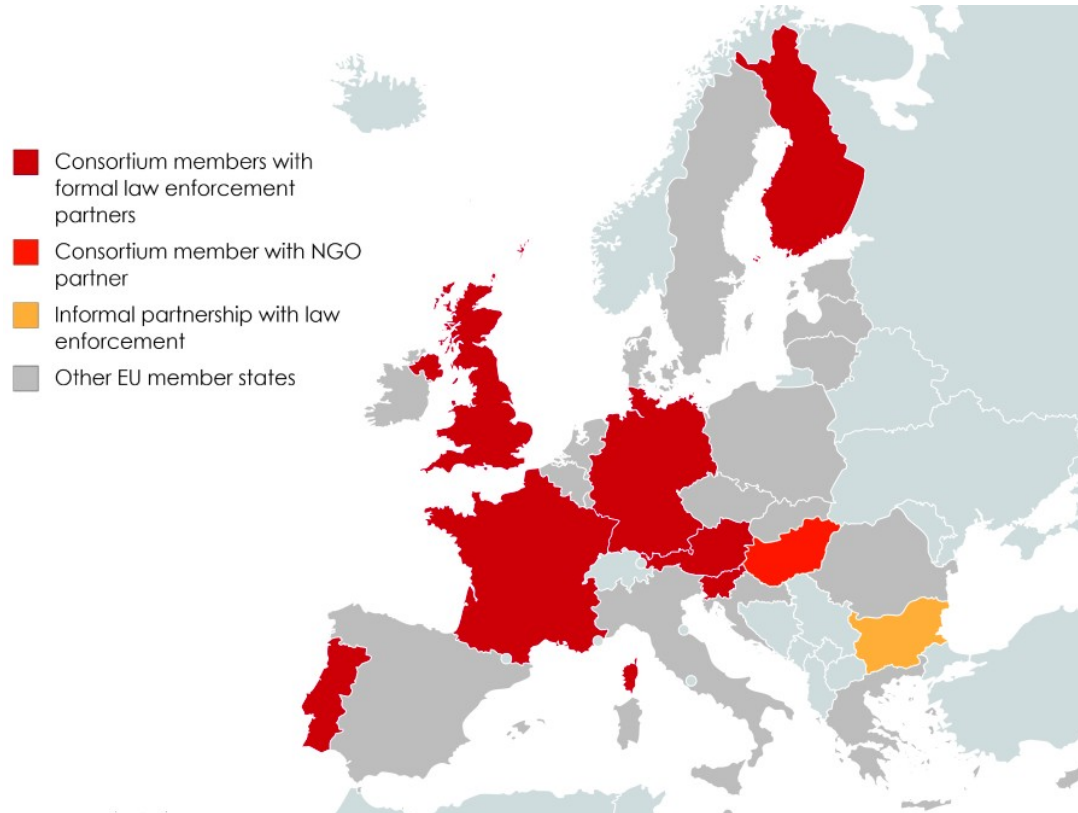 Consortium members with
formal law enforcement
partners
Consortium member with NGO
partner
Informal partnership with law
enforcement
Other EU member states